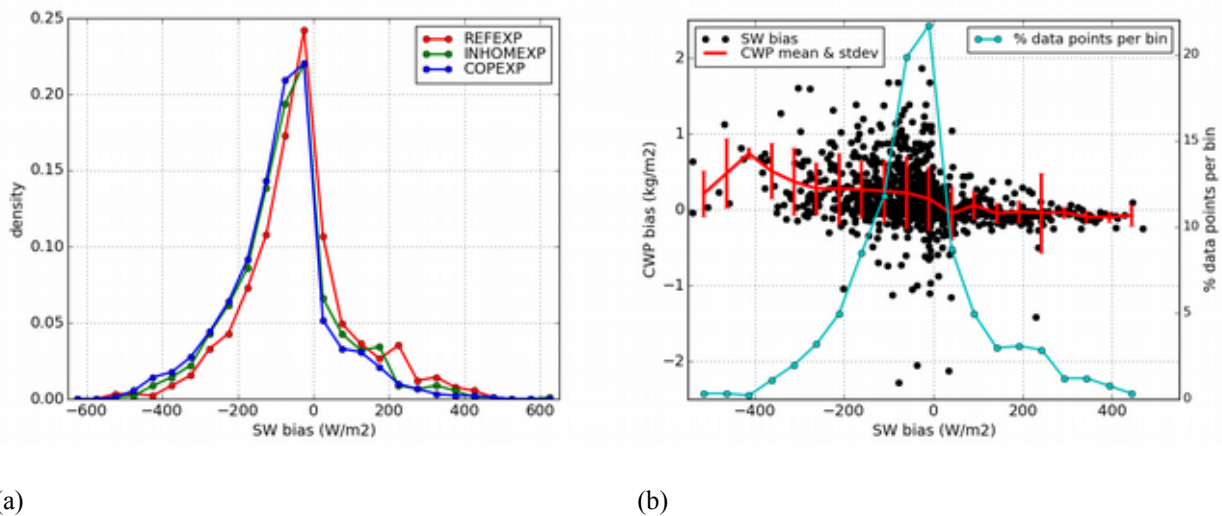 0.25
0.20
0.15
0.10
0.05
0.00
density
−600 −400 −200 0 200 400 600
SW bias (W/m2)
REFEXP
INHOMEXP
COPEXP
(a)
2
1
0
−1
−2
CWP bias (kg/m2)
SW bias
CWP mean & stdev
% data points per bin
20
15
10
5
0
% data points per bin
−400 −200 0 200 400
SW bias (W/m2)
(b)